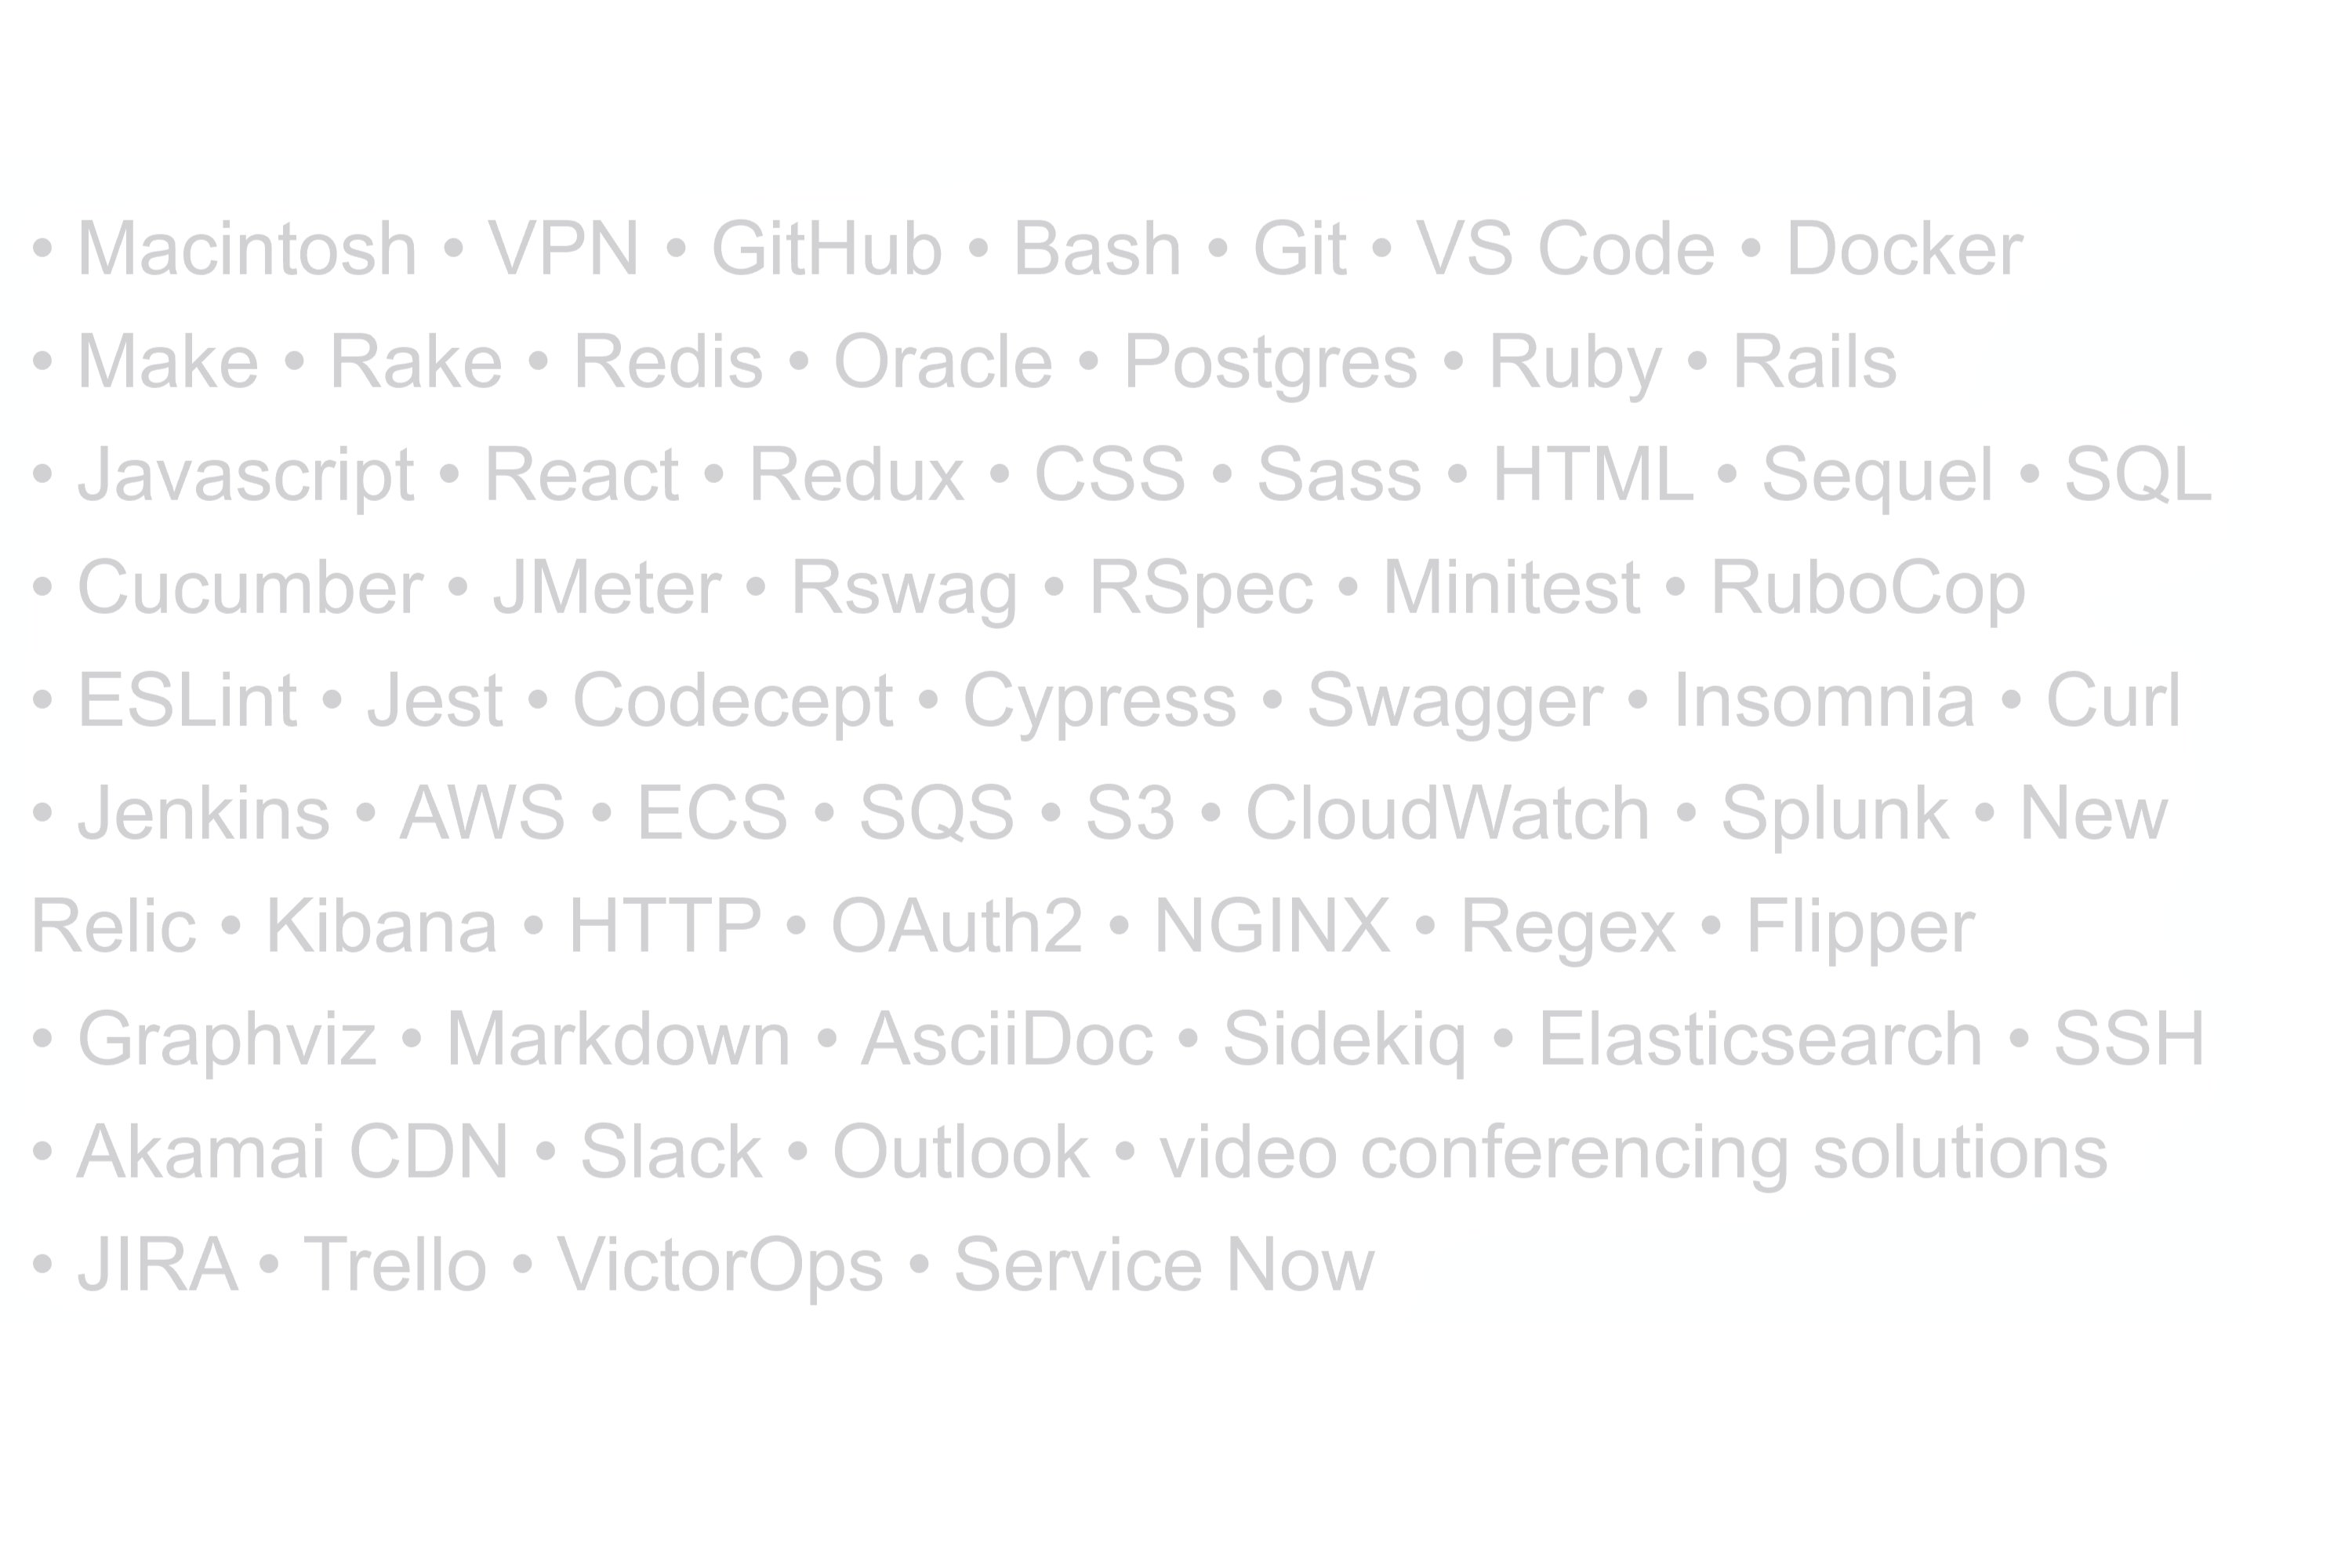 • Macintosh • VPN • GitHub • Bash • Git • VS Code • Docker
• Make • Rake • Redis • Oracle • Postgres • Ruby • Rails
• Javascript • React • Redux • CSS • Sass • HTML • Sequel • SQL
• Cucumber • JMeter • Rswag • RSpec • Minitest • RuboCop
• ESLint • Jest • Codecept • Cypress • Swagger • Insomnia • Curl
• Jenkins • AWS • ECS • SQS • S3 • CloudWatch • Splunk • New
Relic • Kibana • HTTP • OAuth2 • NGINX • Regex • Flipper
• Graphviz • Markdown • AsciiDoc • Sidekiq • Elasticsearch • SSH
• Akamai CDN • Slack • Outlook • video conferencing solutions
• JIRA • Trello • VictorOps • Service Now